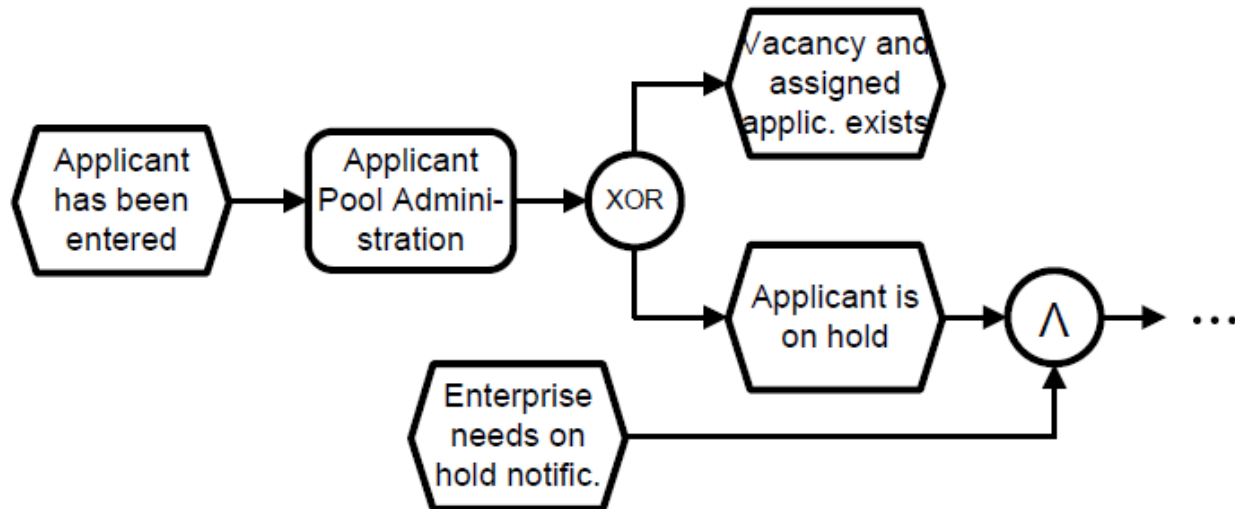 Vacancy and
assigned
applic. exists
Applicant
has been
entered
Applicant
Pool Admini-
stration
XOR
Applicant is
on hold
Λ
...
Enterprise
needs on
hold notific.